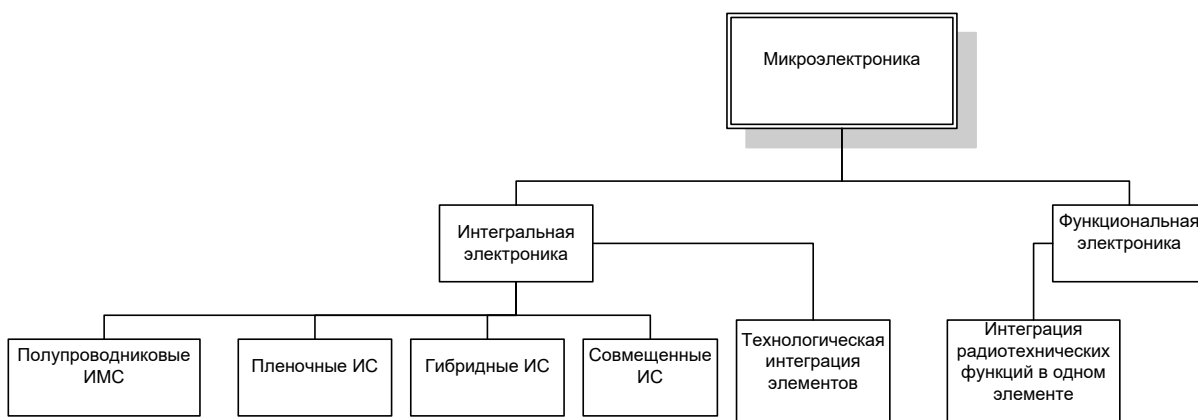 Микроэлектроника
Интегральная
электроника
Функциональная
электроника
Полупроводниковые
ИМС
Пленочные ИС
Гибридные ИС
Совмещенные
ИС
Технологическая
интеграция
элементов
Интеграция
радиотехнических
функций в одном
элементе